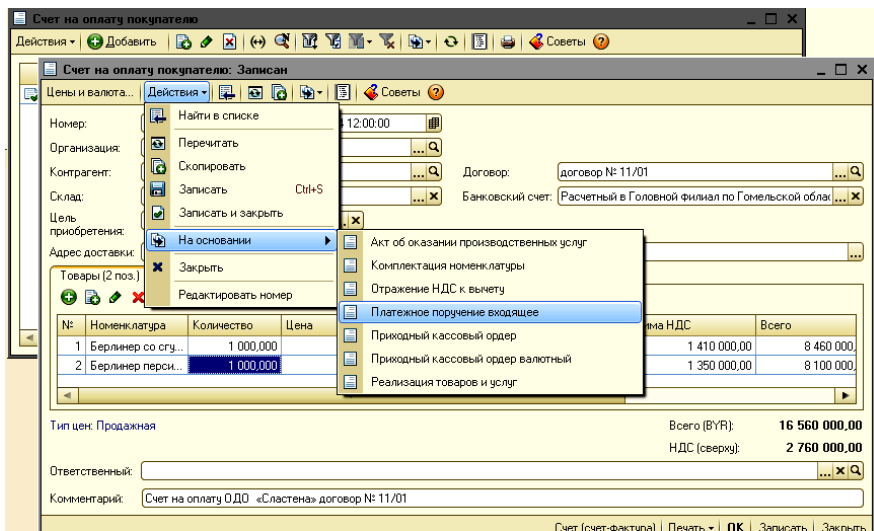 Счет на оплату покупателю
Действия Добавить Советы
Счет на оплату покупателю: Записан
Цены и валюта... Действия Советы
Номер: 12:00:00
Организация:
Контрагент: Договор: договор № 11/01
Склад: Банковский счет: Расчетный в Головной филиал по Гомельской облас
Цель
приобретения:
Адрес доставки:
Найти в списке
Перечитать
Скопировать
Записать Ctrl+S
Записать и закрыть
На основании
Закрыть
Редактировать номер
Акт об оказании производственных услуг
Комплектация номенклатуры
Отражение НДС к вычету
Платежное поручение входящее
Приходный кассовый ордер
Приходный кассовый ордер валютный
Реализация товаров и услуг
Товары (2 поз.)
№ Номенклатура Количество Цена НДС Всего
1 Берлинер со сгу... 1 000,000 1 410 000,00 8 460 000,
2 Берлинер перси... 1 000,000 1 350 000,00 8 100 000,
Тип цен: Продажная Всего (BYR): 16 560 000,00
НДС (сверху): 2 760 000,00
Ответственный:
Комментарий: Счет на оплату ОДО «Сластена» договор № 11/01
Счет (счет-фактура) Печать OK Записать Закрыть